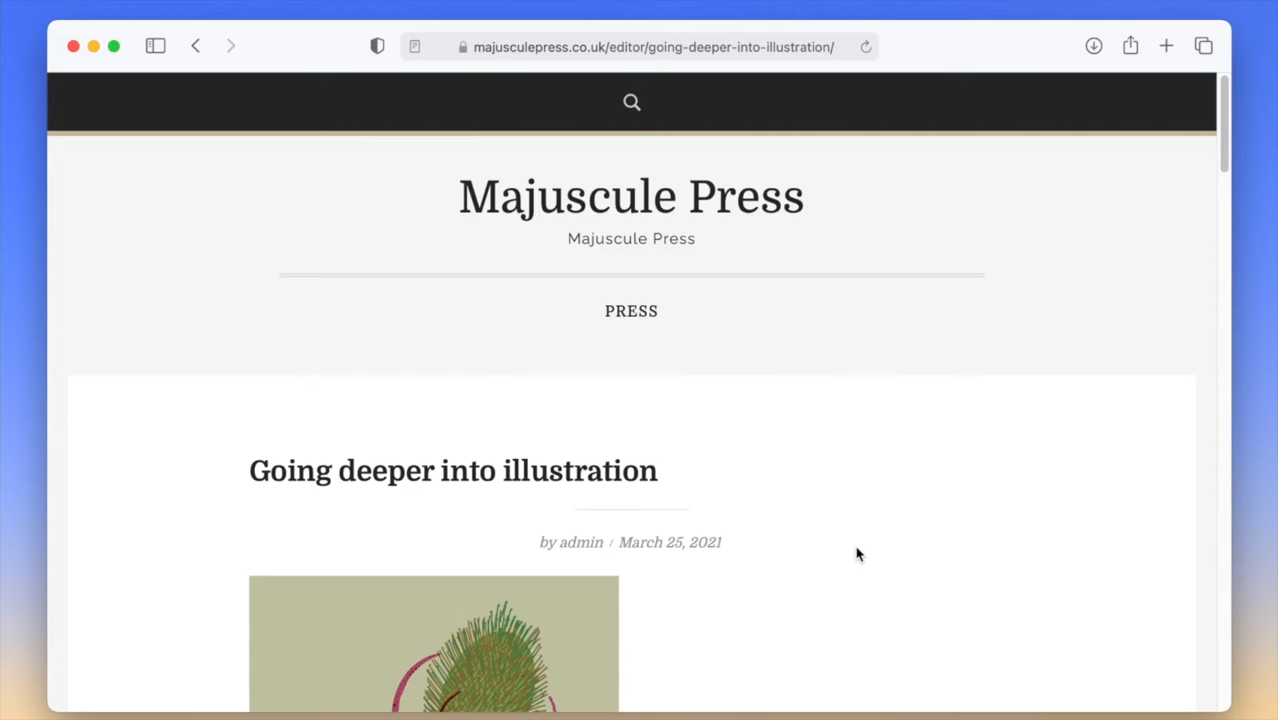 majusculepress.co.uk/editor/going-deeper-into-illustration/
Majuscule Press
Majuscule Press
PRESS
Going deeper into illustration
by admin / March 25, 2021